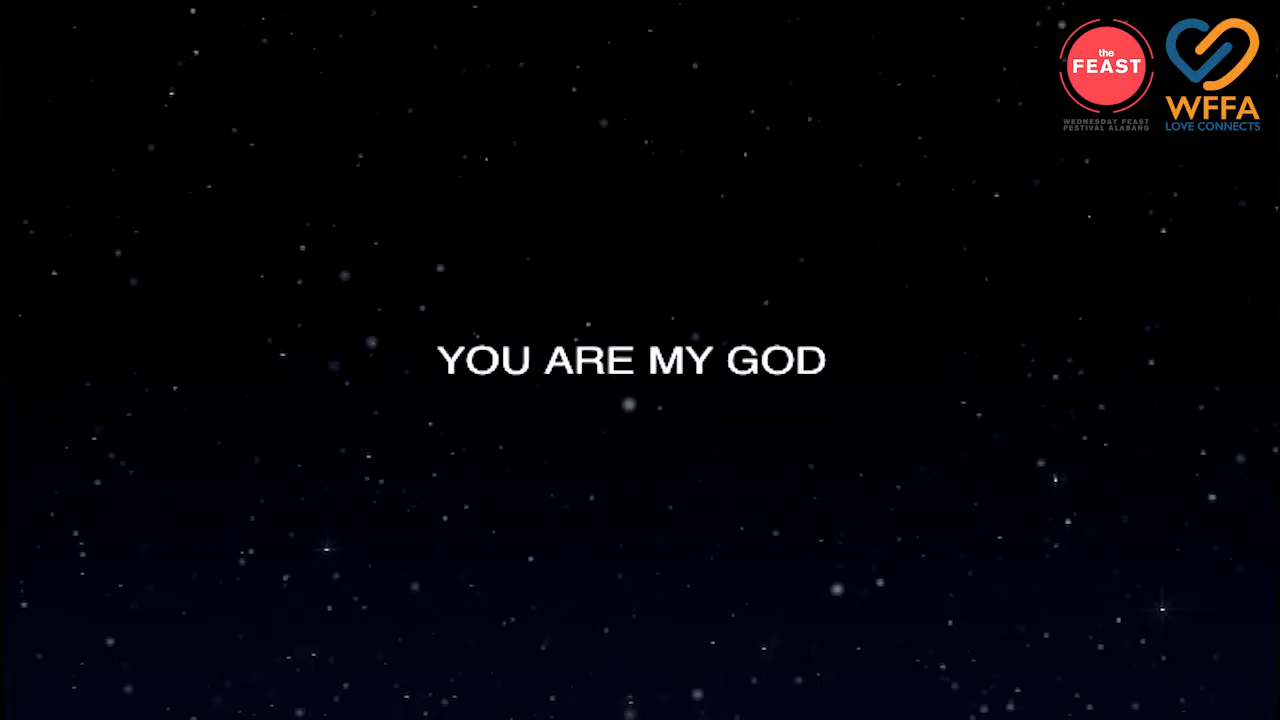 the
FEAST
WEDNESDAY FEAST
FESTIVAL ALABANG
WFFA
LOVE CONNECTS
YOU ARE MY GOD